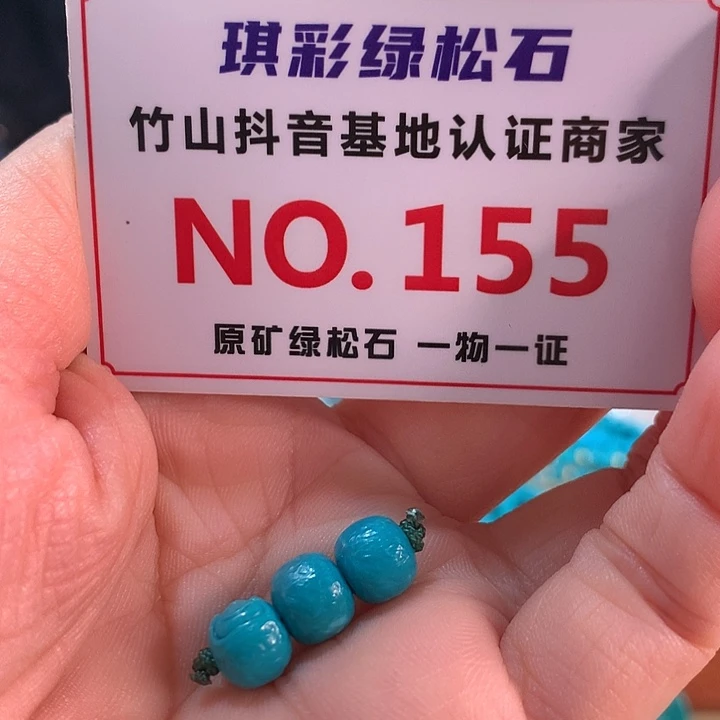 琪彩绿松石
竹山抖音基地认证商家
NO.155
原矿绿松石 一物一证